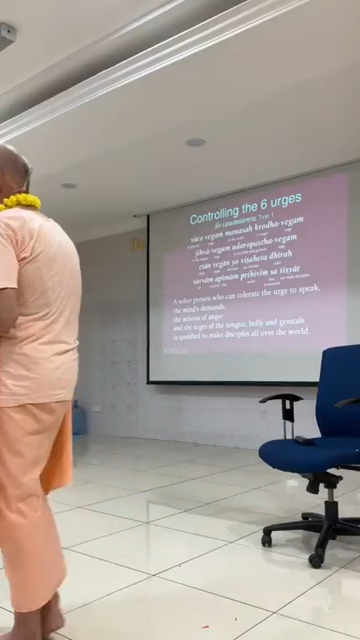 Controlling the 6 urges
Śrī Upadeśāmṛta, Text 1
vāco vegaṁ manasaḥ krodha-vegaṁ
jihvā-vegam udaropastha-vegam
etān vegān yo viṣaheta dhīraḥ
sarvām apīmāṁ pṛthivīṁ sa śiṣyāt
A sober person who can tolerate the urge to speak,
the mind's demands,
the actions of anger
and the urges of the tongue, belly and genitals
is qualified to make disciples all over the world.